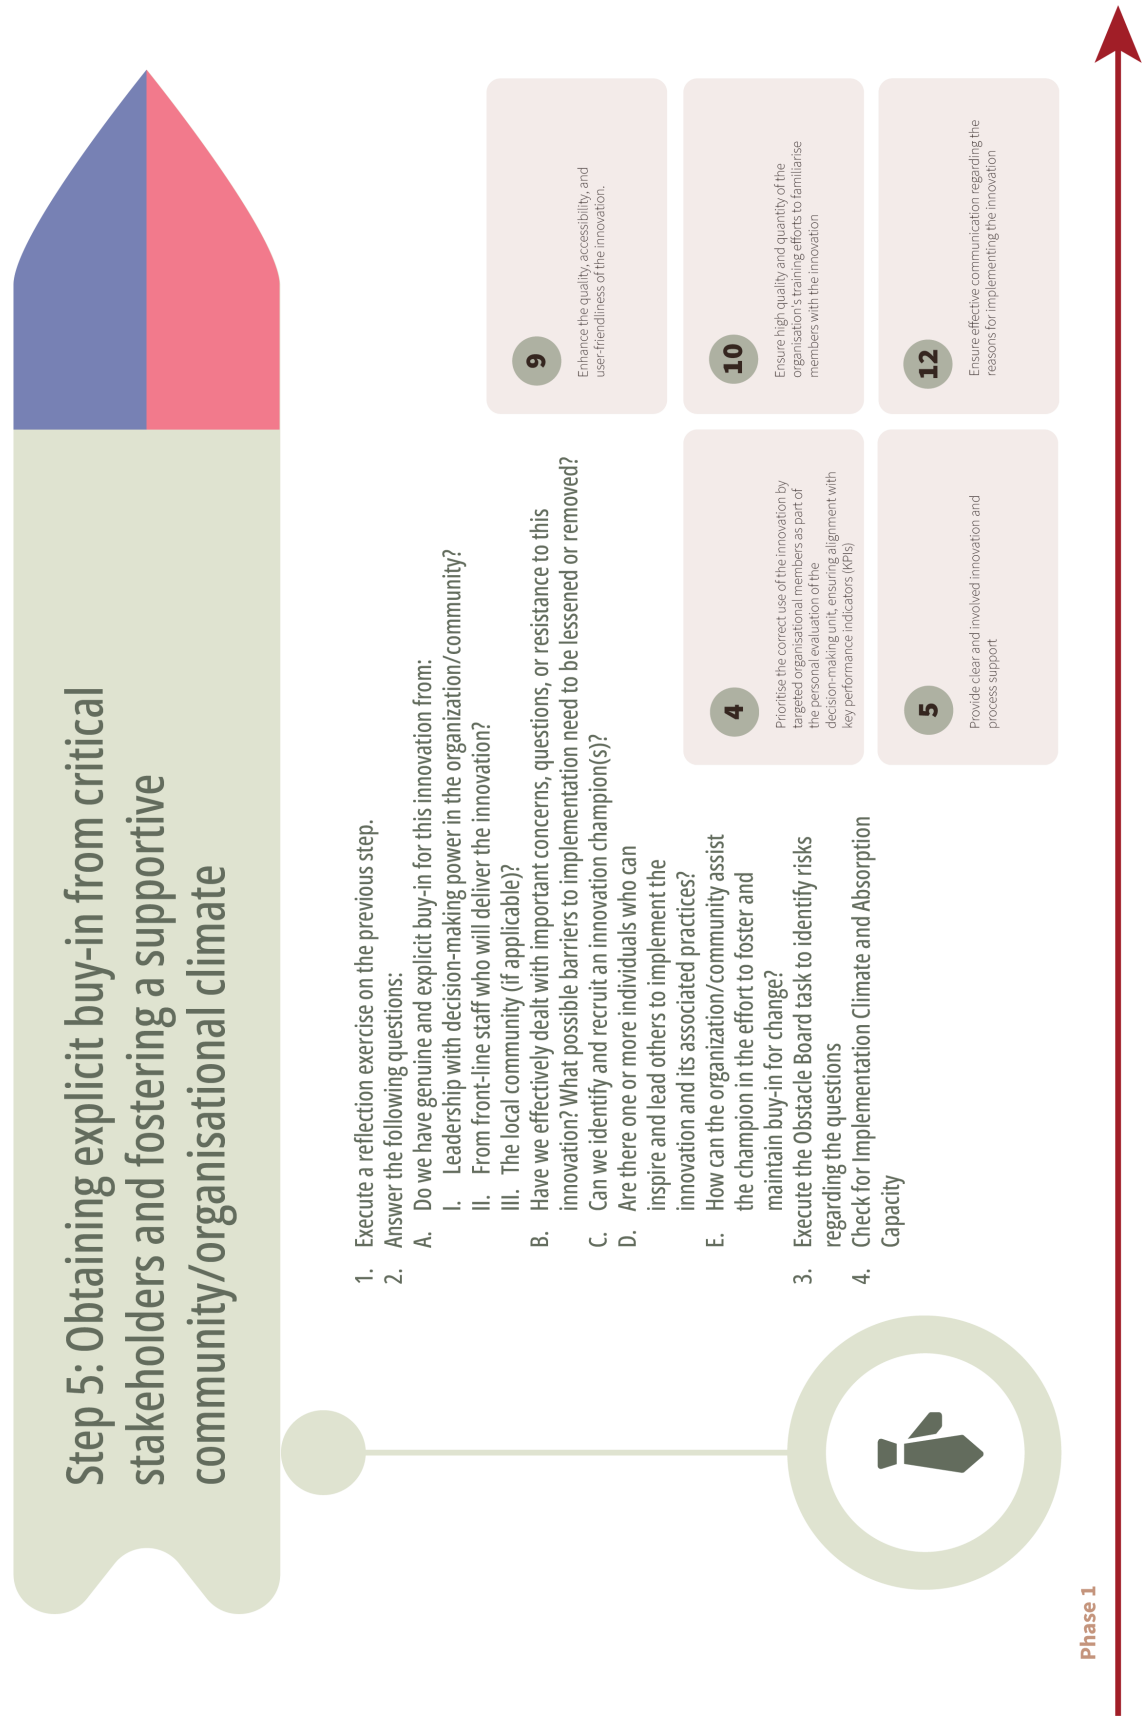 Step 5: Obtaining explicit buy-in from critical
stakeholders and fostering a supportive
community/organisational climate
1. Execute a reflection exercise on the previous step.
2. Answer the following questions:
A. Do we have genuine and explicit buy-in for this innovation from:
I. Leadership with decision-making power in the organization/community?
II. From front-line staff who will deliver the innovation?
III. The local community (if applicable)?
B. Have we effectively dealt with important concerns, questions, or resistance to this
innovation? What possible barriers to implementation need to be lessened or removed?
C. Can we identify and recruit an innovation champion(s)?
D. Are there one or more individuals who can
inspire and lead others to implement the
innovation and its associated practices?
E. How can the organization/community assist
the champion in the effort to foster and
maintain buy-in for change?
3. Execute the Obstacle Board task to identify risks
regarding the questions
4. Check for Implementation Climate and Absorption
Capacity
9
Enhance the quality, accessibility, and
user-friendliness of the innovation.
4
Prioritise the correct use of the innovation by
targeted organisational members as part of
the personal evaluation of the
decision-making unit, ensuring alignment with
key performance indicators (KPIs)
10
Ensure high quality and quantity of the
organisation's training efforts to familiarise
members with the innovation
5
Provide clear and involved innovation and
process support
12
Ensure effective communication regarding the
reasons for implementing the innovation
Phase 1